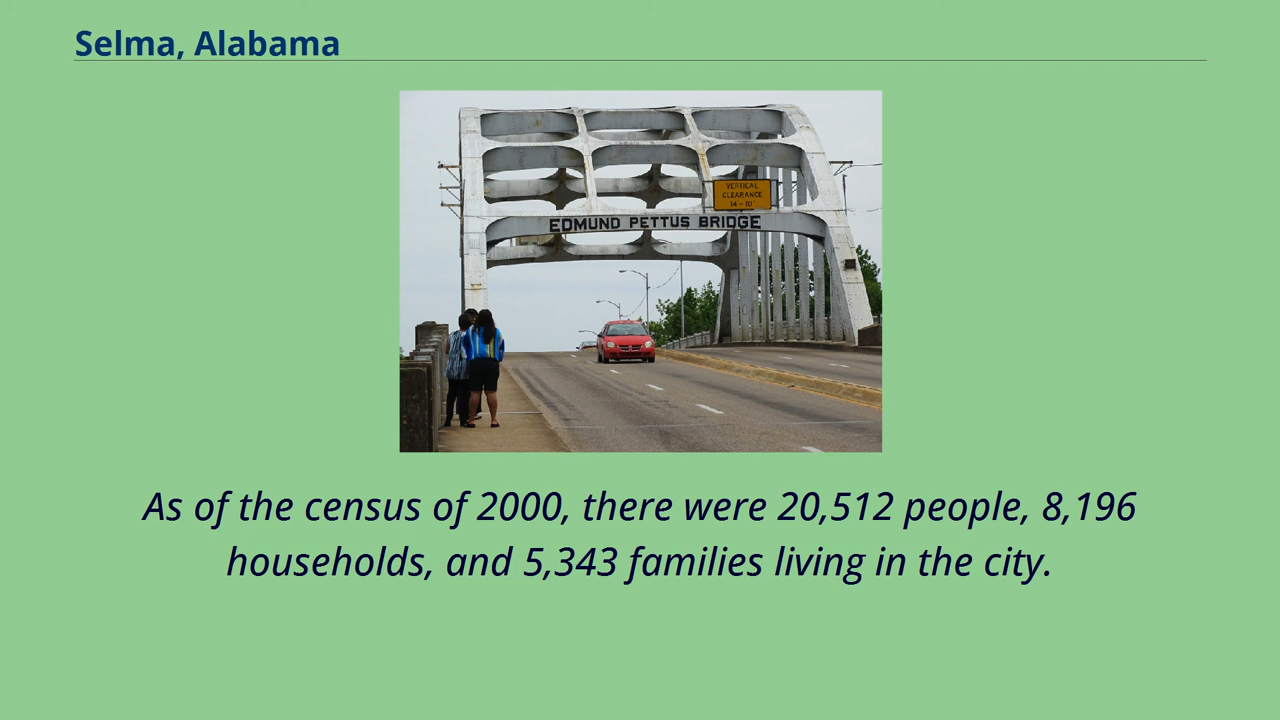 Selma, Alabama
VERTICAL
CLEARANCE
14-10"
EDMUND PETTUS BRIDGE
As of the census of 2000, there were 20,512 people, 8,196
households, and 5,343 families living in the city.